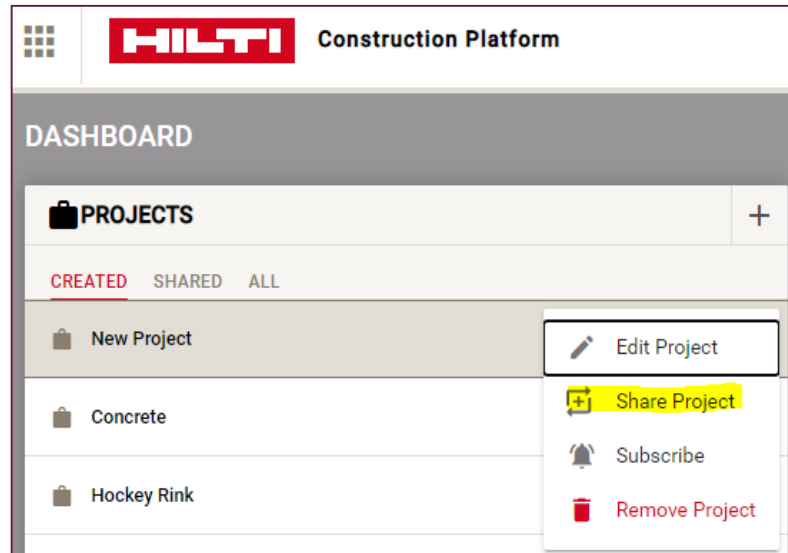 HILTI Construction Platform
DASHBOARD
PROJECTS
CREATED SHARED ALL
New Project
Edit Project
Share Project
Concrete
Subscribe
Hockey Rink
Remove Project